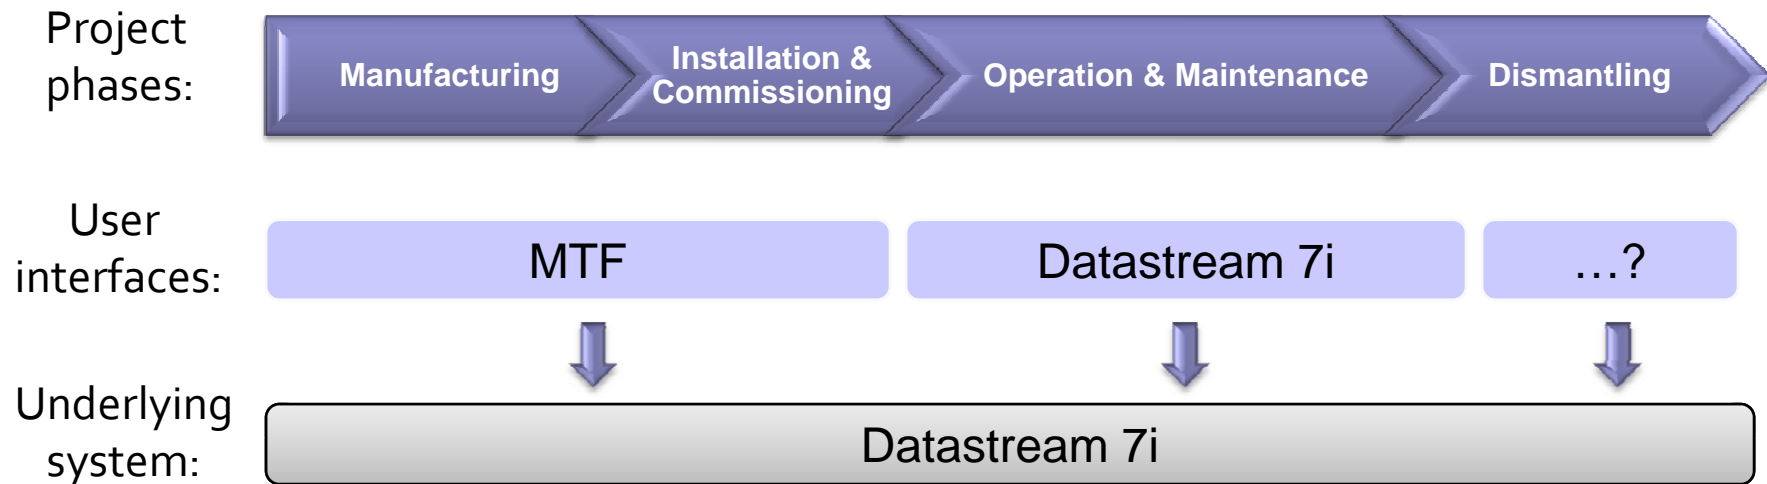 Project
phases:
Manufacturing
Installation &
Commissioning
Operation & Maintenance
Dismantling
User
interfaces:
MTF
Datastream 7i
...?
Underlying
system:
Datastream 7i